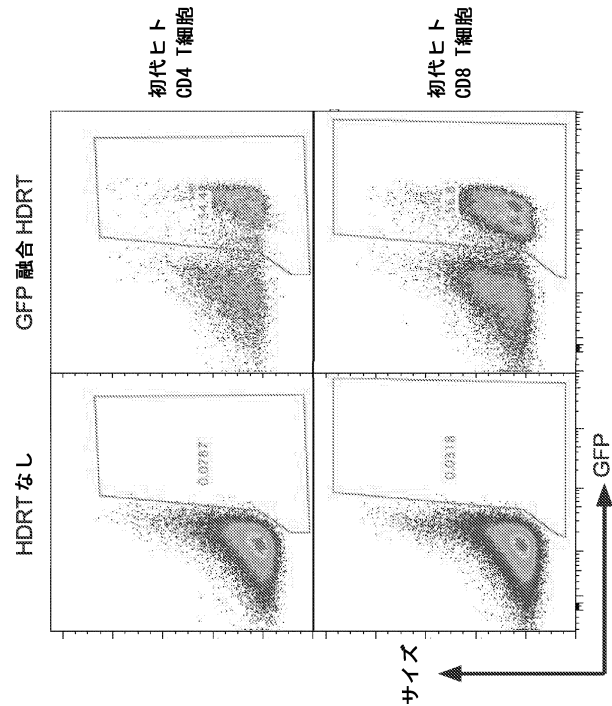 HDRTなし
GFP 融合 HDRT
初代ヒト
CD4 T細胞
0.0787
初代ヒト
CD8 T細胞
0.0318
サイズ
GFP